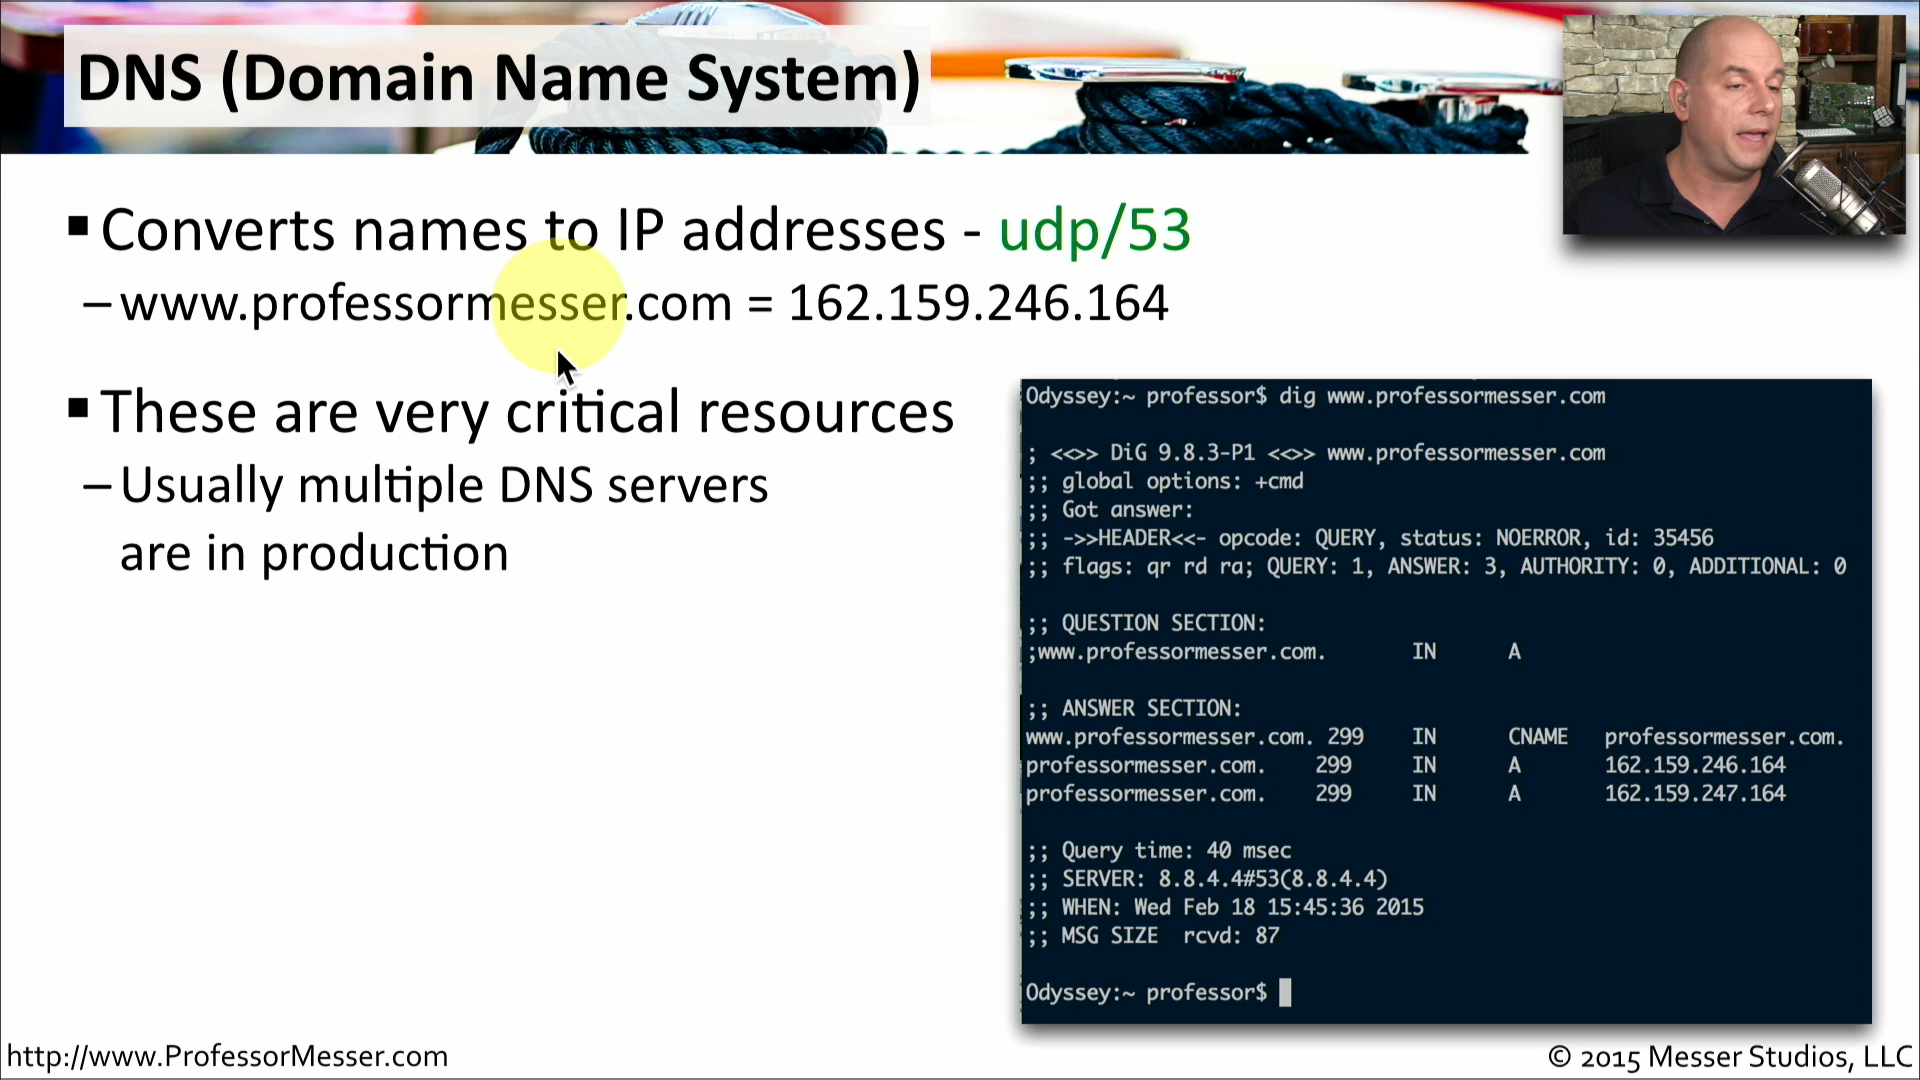 DNS (Domain Name System)
▪ Converts names to IP addresses - udp/53
– www.professormesser.com = 162.159.246.164
▪ These are very critical resources
– Usually multiple DNS servers
are in production
Odyssey:~ professor$ dig www.professormesser.com
; <<>> DiG 9.8.3-P1 <<>> www.professormesser.com
;; global options: +cmd
;; Got answer:
;; ->>HEADER<<- opcode: QUERY, status: NOERROR, id: 35456
;; flags: qr rd ra; QUERY: 1, ANSWER: 3, AUTHORITY: 0, ADDITIONAL: 0
;; QUESTION SECTION:
;www.professormesser.com. IN A
;; ANSWER SECTION:
www.professormesser.com. 299 IN CNAME professormesser.com.
professormesser.com. 299 IN A 162.159.246.164
professormesser.com. 299 IN A 162.159.247.164
;; Query time: 40 msec
;; SERVER: 8.8.4.4#53(8.8.4.4)
;; WHEN: Wed Feb 18 15:45:36 2015
;; MSG SIZE rcvd: 87
Odyssey:~ professor$
http://www.ProfessorMesser.com
© 2015 Messer Studios, LLC